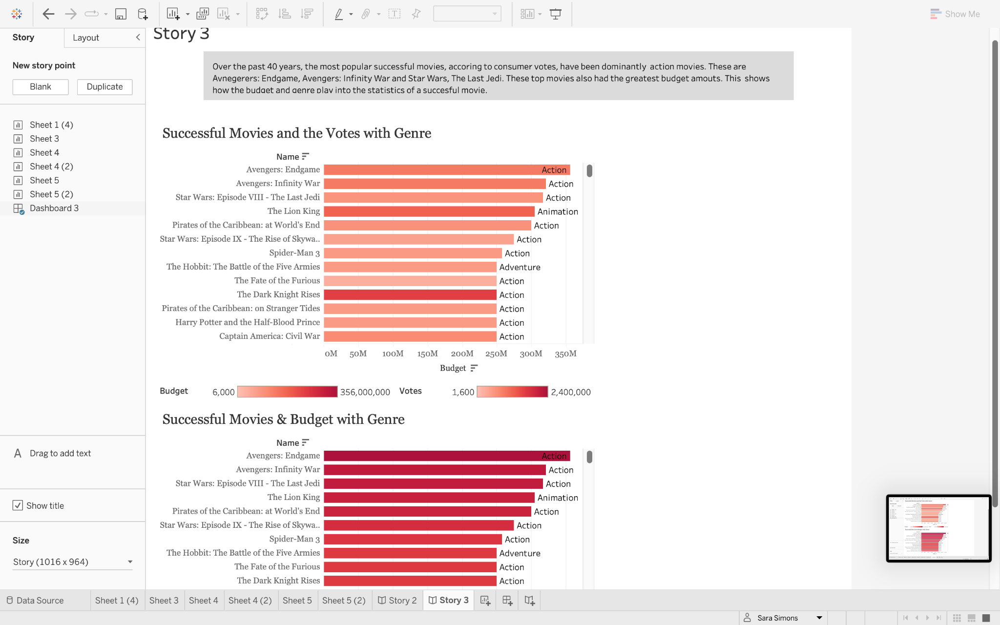 Show Me
Story
Layout
Story 3
New story point
Blank
Duplicate
Over the past 40 years, the most popular successful movies, accoring to consumer votes, have been dominantly action movies. These are
Avnegerers: Endgame, Avengers: Infinity War and Star Wars, The Last Jedi. These top movies also had the greatest budget amouts. This shows
how the budget and genre play into the statistics of a succesful movie.
Sheet 1 (4)
Sheet 3
Sheet 4
Sheet 4 (2)
Sheet 5
Sheet 5 (2)
Dashboard 3
Successful Movies and the Votes with Genre
Name
Avengers: Endgame Action
Avengers: Infinity War Action
Star Wars: Episode VIII - The Last Jedi Action
The Lion King Animation
Pirates of the Caribbean: at World's End Action
Star Wars: Episode IX - The Rise of Skywa.. Action
Spider-Man 3 Action
The Hobbit: The Battle of the Five Armies Adventure
The Fate of the Furious Action
The Dark Knight Rises Action
Pirates of the Caribbean: on Stranger Tides Action
Harry Potter and the Half-Blood Prince Action
Captain America: Civil War Action
0M 50M 100M 150M 200M 250M 300M 350M
Budget
Budget 6,000 356,000,000 Votes 1,600 2,400,000
Successful Movies & Budget with Genre
Name
Avengers: Endgame Action
Avengers: Infinity War Action
Star Wars: Episode VIII - The Last Jedi Action
The Lion King Animation
Pirates of the Caribbean: at World's End Action
Star Wars: Episode IX - The Rise of Skywa.. Action
Spider-Man 3 Action
The Hobbit: The Battle of the Five Armies Adventure
The Fate of the Furious Action
The Dark Knight Rises Action
A Drag to add text
Show title
Size
Story (1016 x 964)
Data Source Sheet 1 (4) Sheet 3 Sheet 4 Sheet 4 (2) Sheet 5 Sheet 5 (2) Story 2 Story 3
Sara Simons